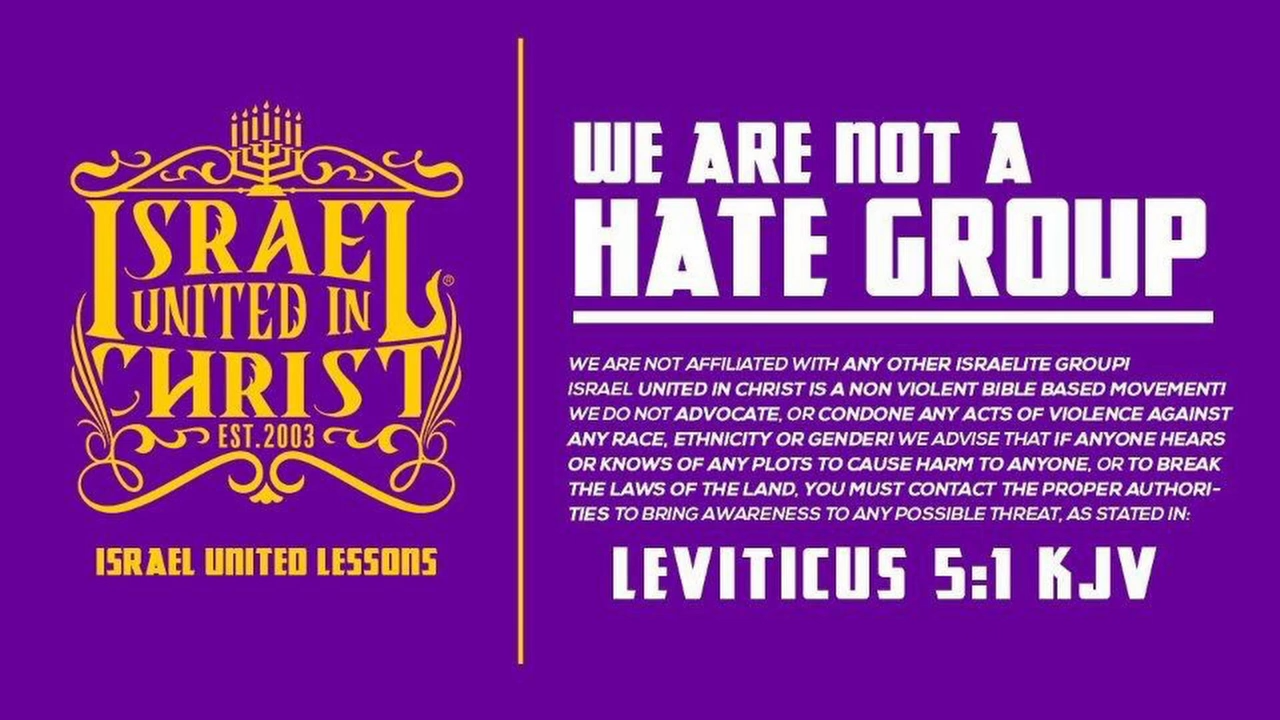 ISRAEL
UNITED IN
CHRIST
EST. 2003
ISRAEL UNITED LESSONS
WE ARE NOT A
HATE GROUP
WE ARE NOT AFFILIATED WITH ANY OTHER ISRAELITE GROUP!
ISRAEL UNITED IN CHRIST IS A NON VIOLENT BIBLE BASED MOVEMENT!
WE DO NOT ADVOCATE, OR CONDONE ANY ACTS OF VIOLENCE AGAINST
ANY RACE, ETHNICITY OR GENDER! WE ADVISE THAT IF ANYONE HEARS
OR KNOWS OF ANY PLOTS TO CAUSE HARM TO ANYONE, OR TO BREAK
THE LAWS OF THE LAND, YOU MUST CONTACT THE PROPER AUTHORI-
TIES TO BRING AWARENESS TO ANY POSSIBLE THREAT, AS STATED IN:
LEVITICUS 5:1 KJV